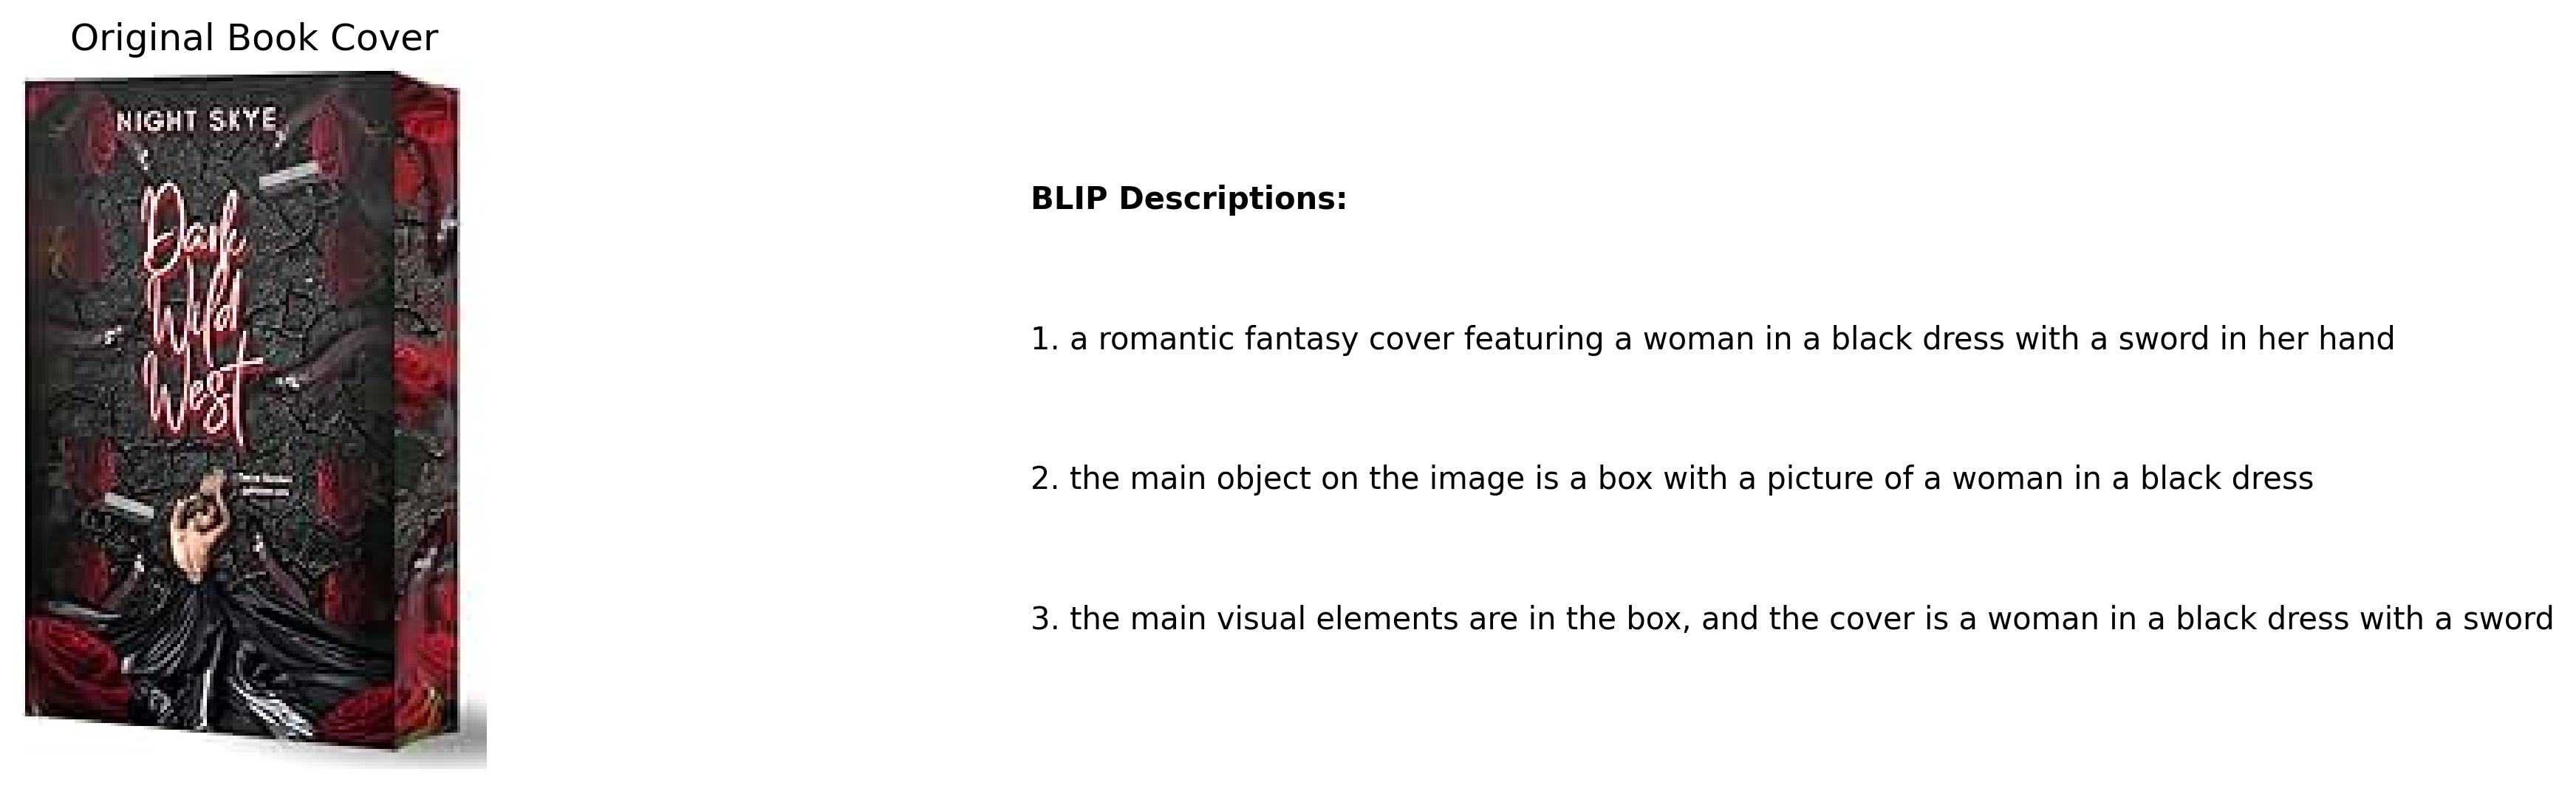 Original Book Cover
NIGHT SKYE
Dark
Wild
West
BLIP Descriptions:
1. a romantic fantasy cover featuring a woman in a black dress with a sword in her hand
2. the main object on the image is a box with a picture of a woman in a black dress
3. the main visual elements are in the box, and the cover is a woman in a black dress with a sword